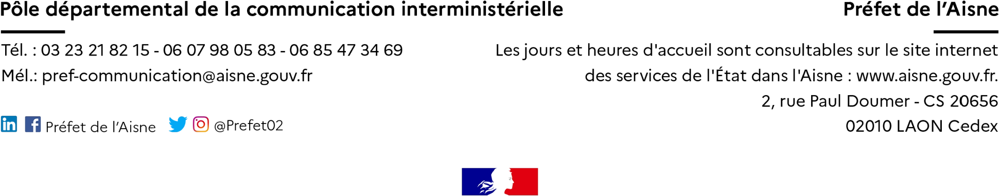 Pôle départemental de la communication interministérielle
Tél. : 03 23 21 82 15 - 06 07 98 05 83 - 06 85 47 34 69
Mél.: pref-communication@aisne.gouv.fr
Préfet de l’Aisne @Prefet02
Préfet de l’Aisne
Les jours et heures d'accueil sont consultables sur le site internet
des services de l'État dans l'Aisne : www.aisne.gouv.fr.
2, rue Paul Doumer - CS 20656
02010 LAON Cedex